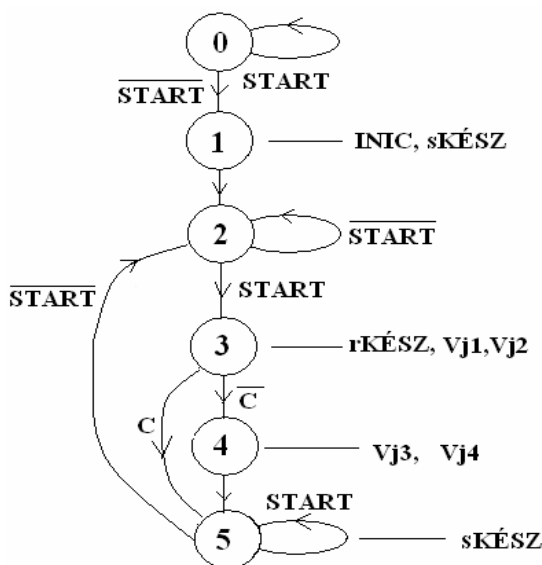 0
START START
1 INIC, sKÉSZ
2 START
START START
3 rKÉSZ, Vj1,Vj2
C C
4 Vj3, Vj4
START
5 sKÉSZ